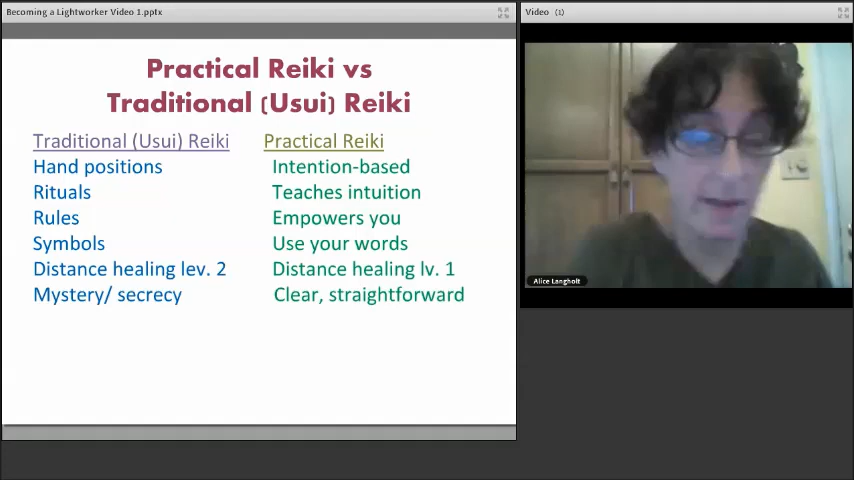 Becoming a Lightworker Video 1.pptx
Video (1)
Practical Reiki vs
Traditional (Usui) Reiki
Traditional (Usui) Reiki
Hand positions
Rituals
Rules
Symbols
Distance healing lev. 2
Mystery/ secrecy
Practical Reiki
Intention-based
Teaches intuition
Empowers you
Use your words
Distance healing lv. 1
Clear, straightforward
Alice Langholt